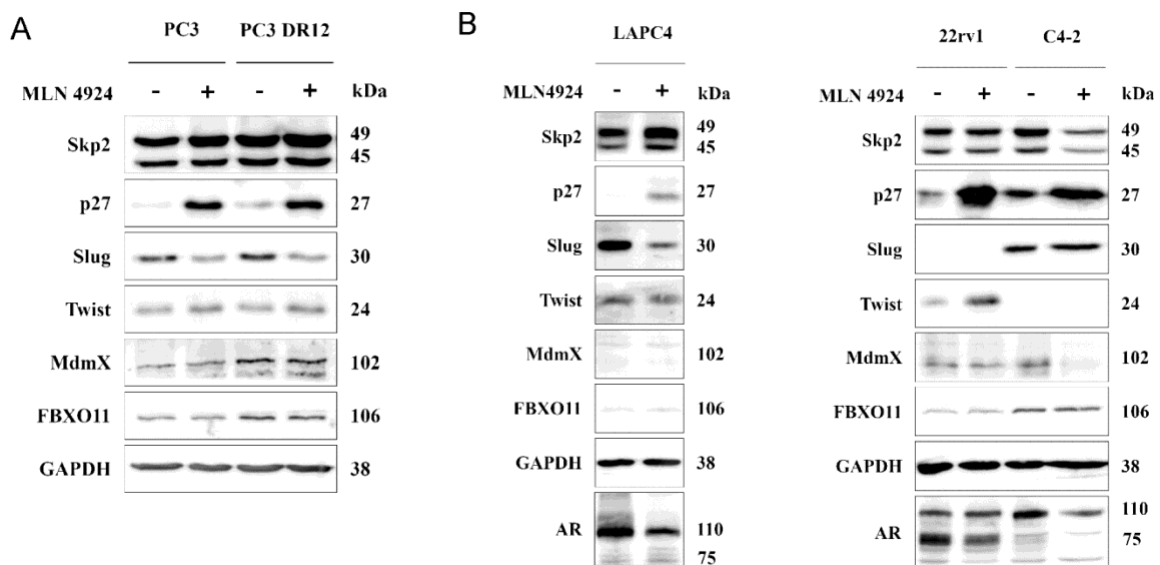 A
PC3 PC3 DR12
MLN 4924 - + - + kDa
Skp2 49
45
p27 27
Slug 30
Twist 24
MdmX 102
FBXO11 106
GAPDH 38
B
LAPC4
MLN4924 - + kDa
Skp2 49
45
p27 27
Slug 30
Twist 24
MdmX 102
FBXO11 106
GAPDH 38
AR 110
75
22rv1 C4-2
MLN 4924 - + - + kDa
Skp2 49
45
p27 27
Slug 30
Twist 24
MdmX 102
FBXO11 106
GAPDH 38
AR 110
75